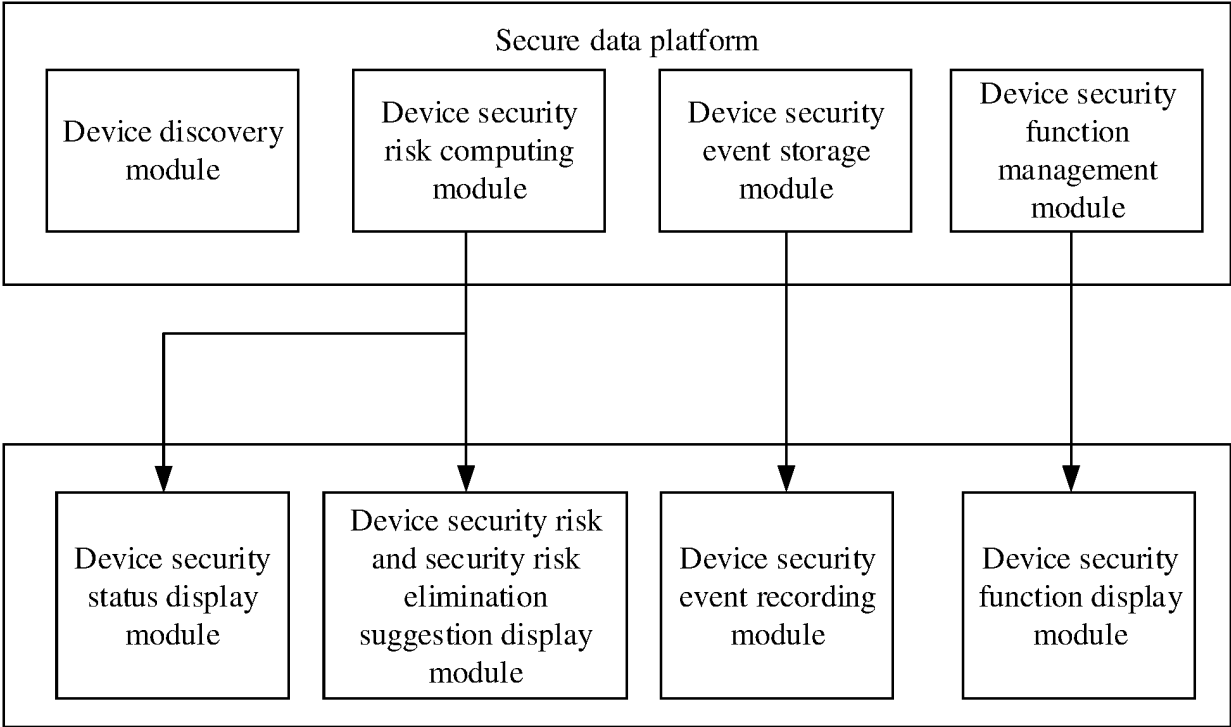 Secure data platform
Device discovery
module
Device security
risk computing
module
Device security
event storage
module
Device security
function
management
module
Device security
status display
module
Device security risk
and security risk
elimination
suggestion display
module
Device security
event recording
module
Device security
function display
module